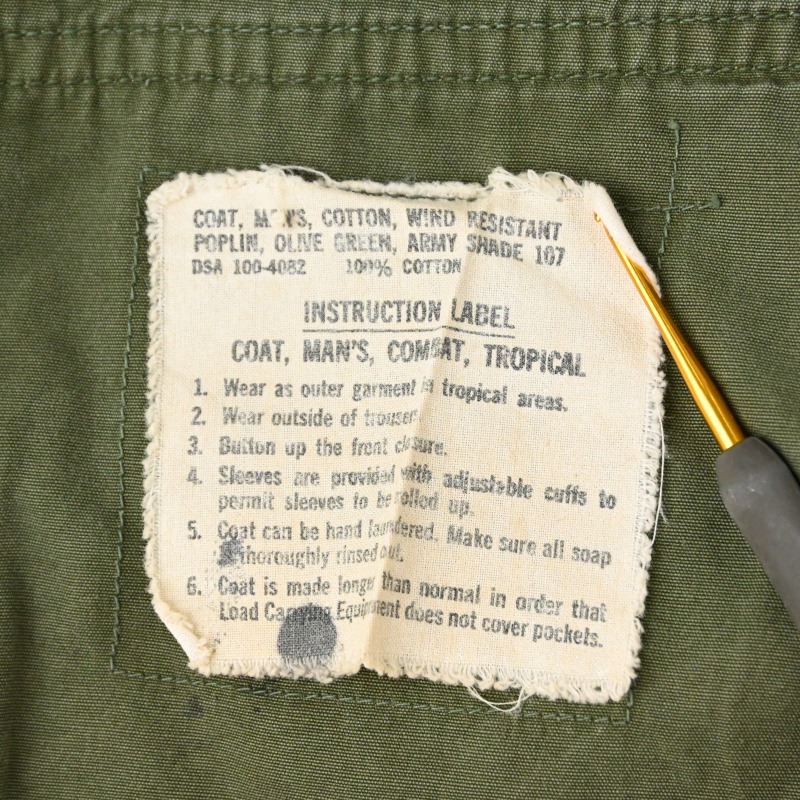 COAT, MAN'S, COTTON, WIND RESISTANT
POPLIN, OLIVE GREEN, ARMY SHADE 107
DSA 100-4082 100% COTTON
INSTRUCTION LABEL
COAT, MAN'S, COMBAT, TROPICAL
1. Wear as outer garment in tropical areas.
2. Wear outside of trouser
3. Button up the front closure.
4. Sleeves are provided with adjustable cuffs to
permit sleeves to be rolled up.
5. Coat can be hand laundered. Make sure all soap
thoroughly rinsed out.
6. Coat is made longer than normal in order that
Load Carrying Equipment does not cover pockets.